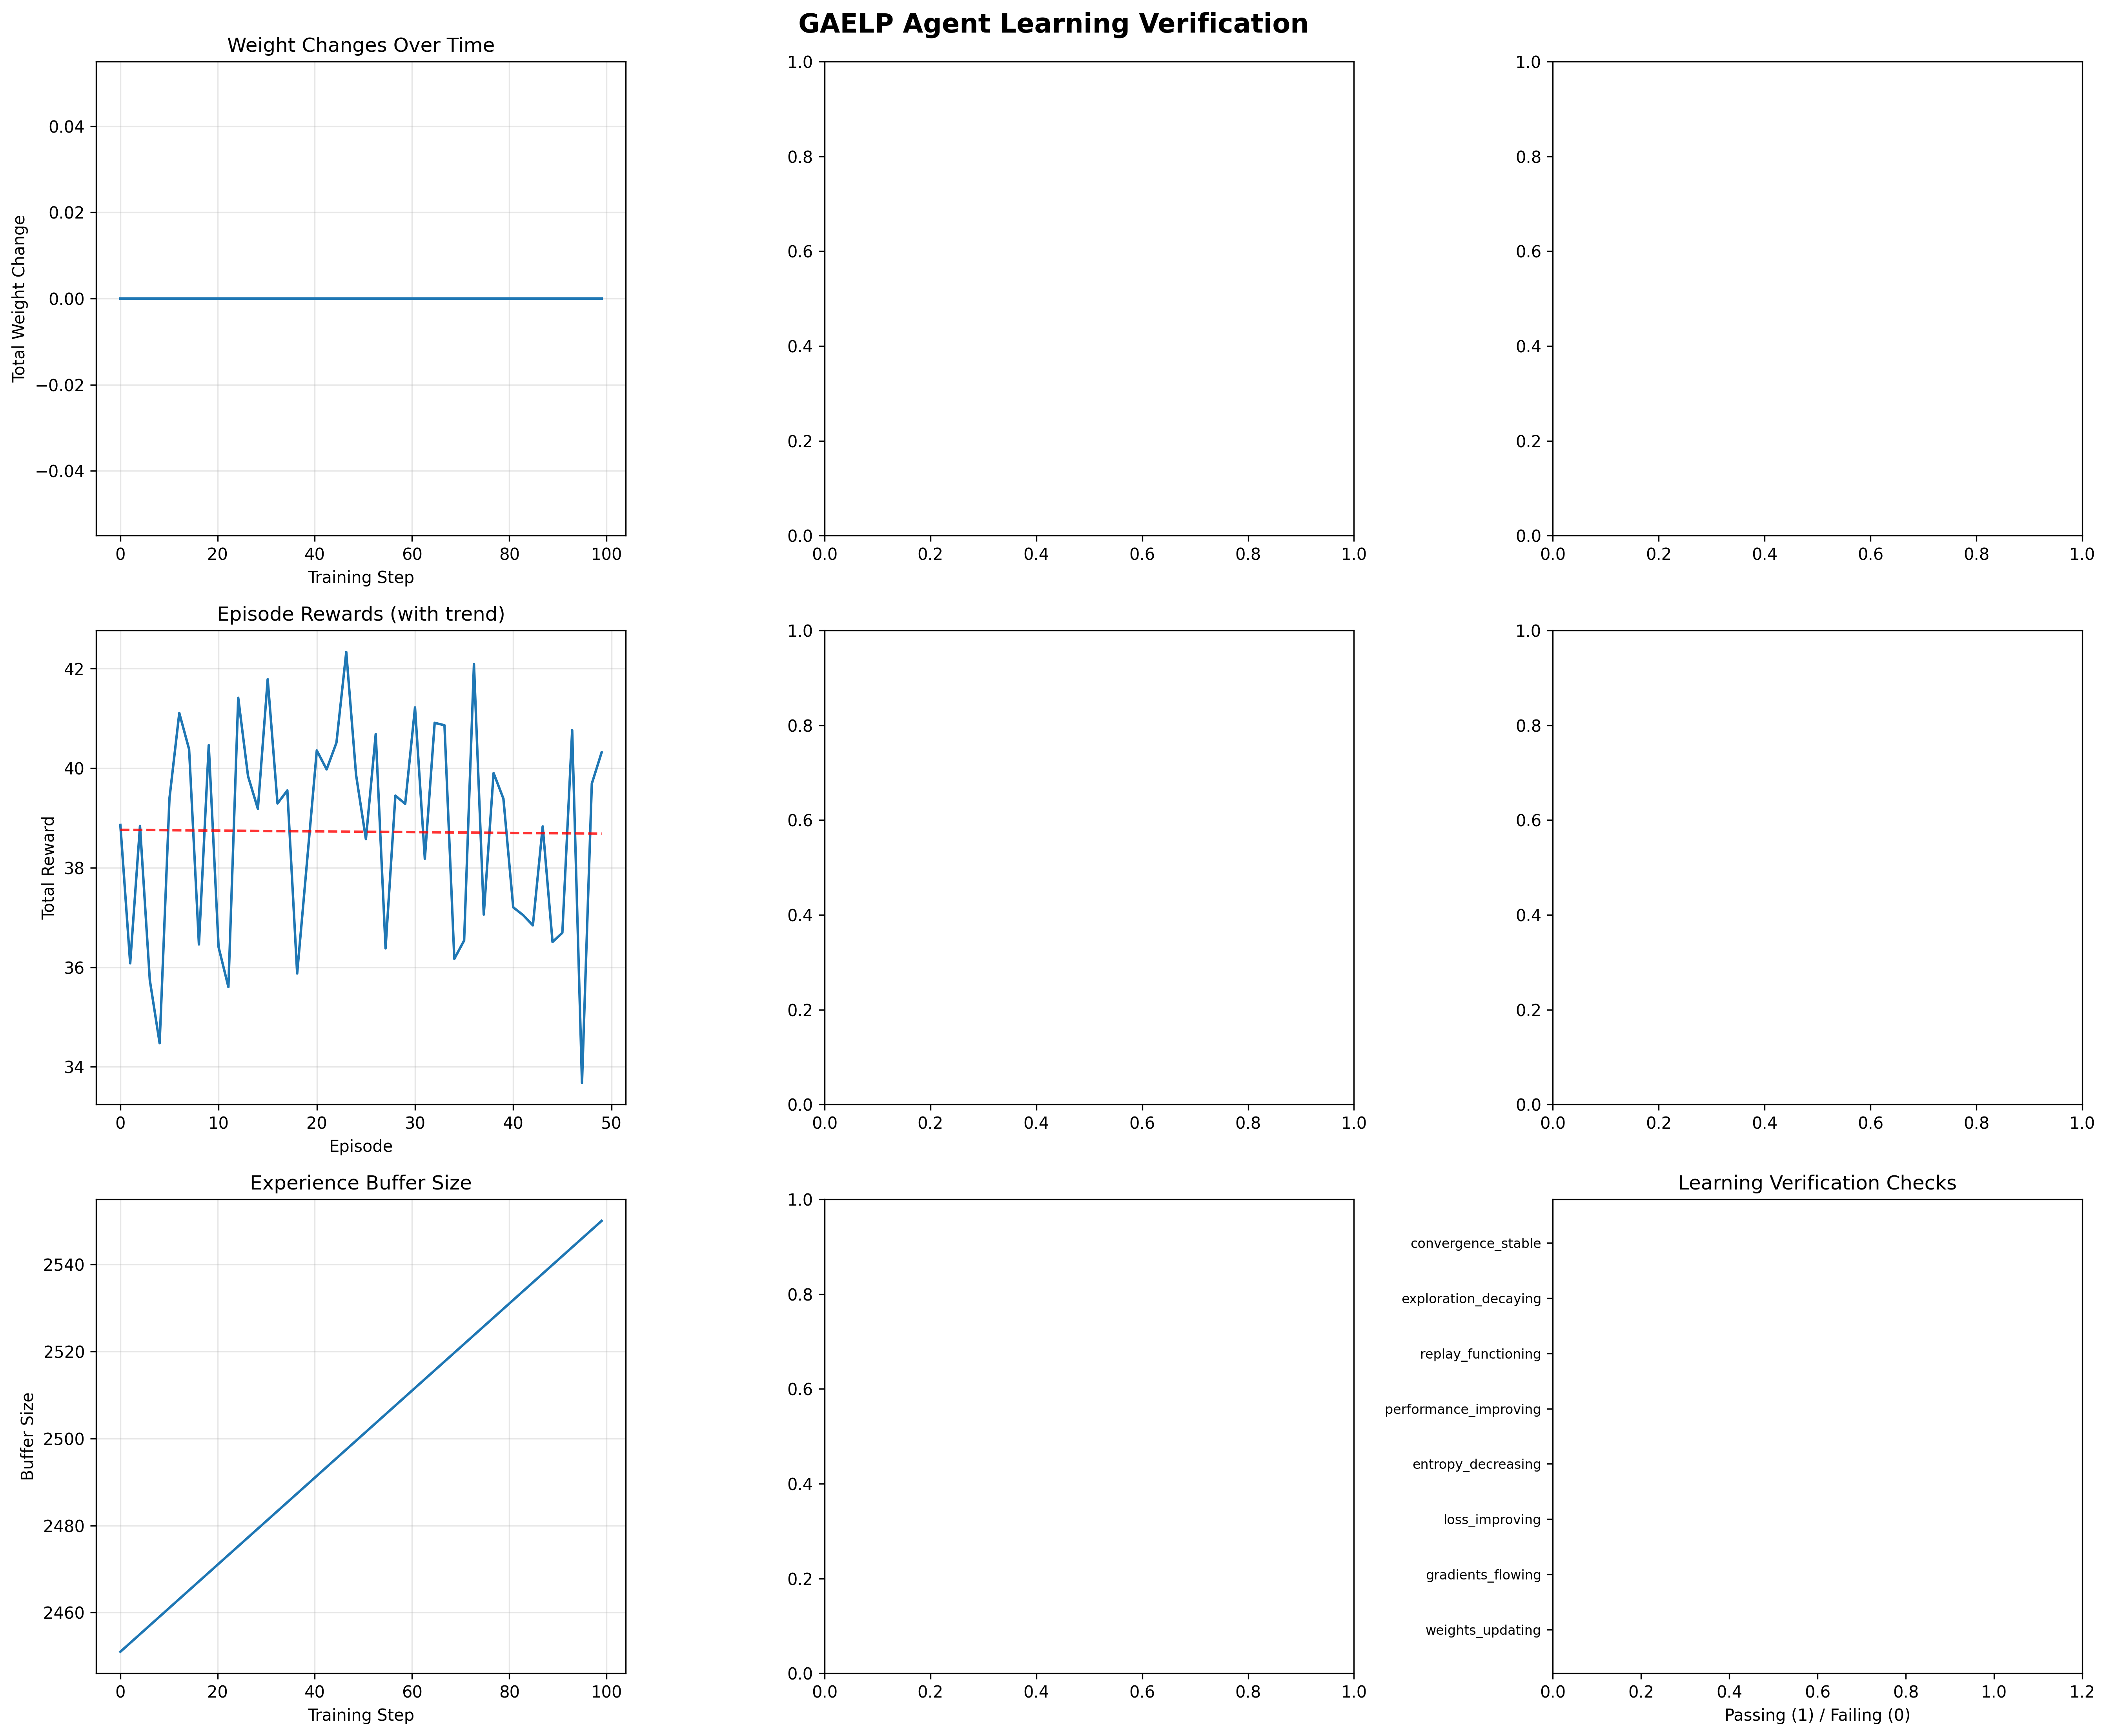 GAELP Agent Learning Verification
Weight Changes Over Time
Total Weight Change
0.04
0.02
0.00
−0.02
−0.04
0 20 40 60 80 100
Training Step
1.0
0.8
0.6
0.4
0.2
0.0
0.0 0.2 0.4 0.6 0.8 1.0
1.0
0.8
0.6
0.4
0.2
0.0
0.0 0.2 0.4 0.6 0.8 1.0
Episode Rewards (with trend)
Total Reward
42
40
38
36
34
0 10 20 30 40 50
Episode
1.0
0.8
0.6
0.4
0.2
0.0
0.0 0.2 0.4 0.6 0.8 1.0
1.0
0.8
0.6
0.4
0.2
0.0
0.0 0.2 0.4 0.6 0.8 1.0
Experience Buffer Size
Buffer Size
2540
2520
2500
2480
2460
0 20 40 60 80 100
Training Step
1.0
0.8
0.6
0.4
0.2
0.0
0.0 0.2 0.4 0.6 0.8 1.0
Learning Verification Checks
convergence_stable
exploration_decaying
replay_functioning
performance_improving
entropy_decreasing
loss_improving
gradients_flowing
weights_updating
0.0 0.2 0.4 0.6 0.8 1.0 1.2
Passing (1) / Failing (0)